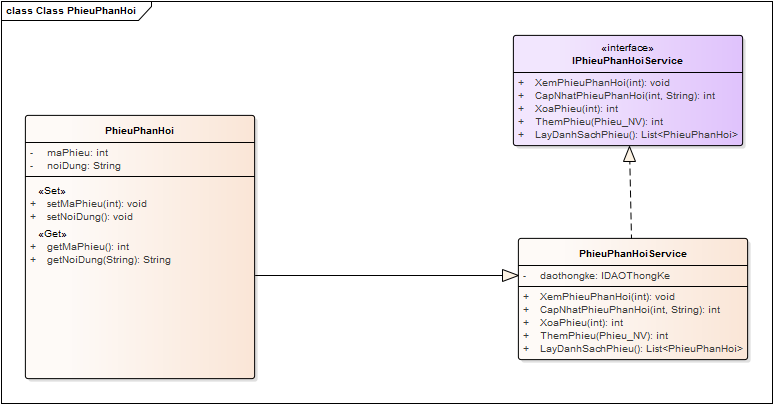 class Class PhieuPhanHoi
«interface»
IPhieuPhanHoiService
+ XemPhieuPhanHoi(int): void
+ CapNhatPhieuPhanHoi(int, String): int
+ XoaPhieu(int): int
+ ThemPhieu(Phieu_NV): int
+ LayDanhSachPhieu(): List<PhieuPhanHoi>
PhieuPhanHoi
- maPhieu: int
- noiDung: String
«Set»
+ setMaPhieu(int): void
+ setNoiDung(): void
«Get»
+ getMaPhieu(): int
+ getNoiDung(String): String
PhieuPhanHoiService
- daothongke: IDAOThongKe
+ XemPhieuPhanHoi(int): void
+ CapNhatPhieuPhanHoi(int, String): int
+ XoaPhieu(int): int
+ ThemPhieu(Phieu_NV): int
+ LayDanhSachPhieu(): List<PhieuPhanHoi>